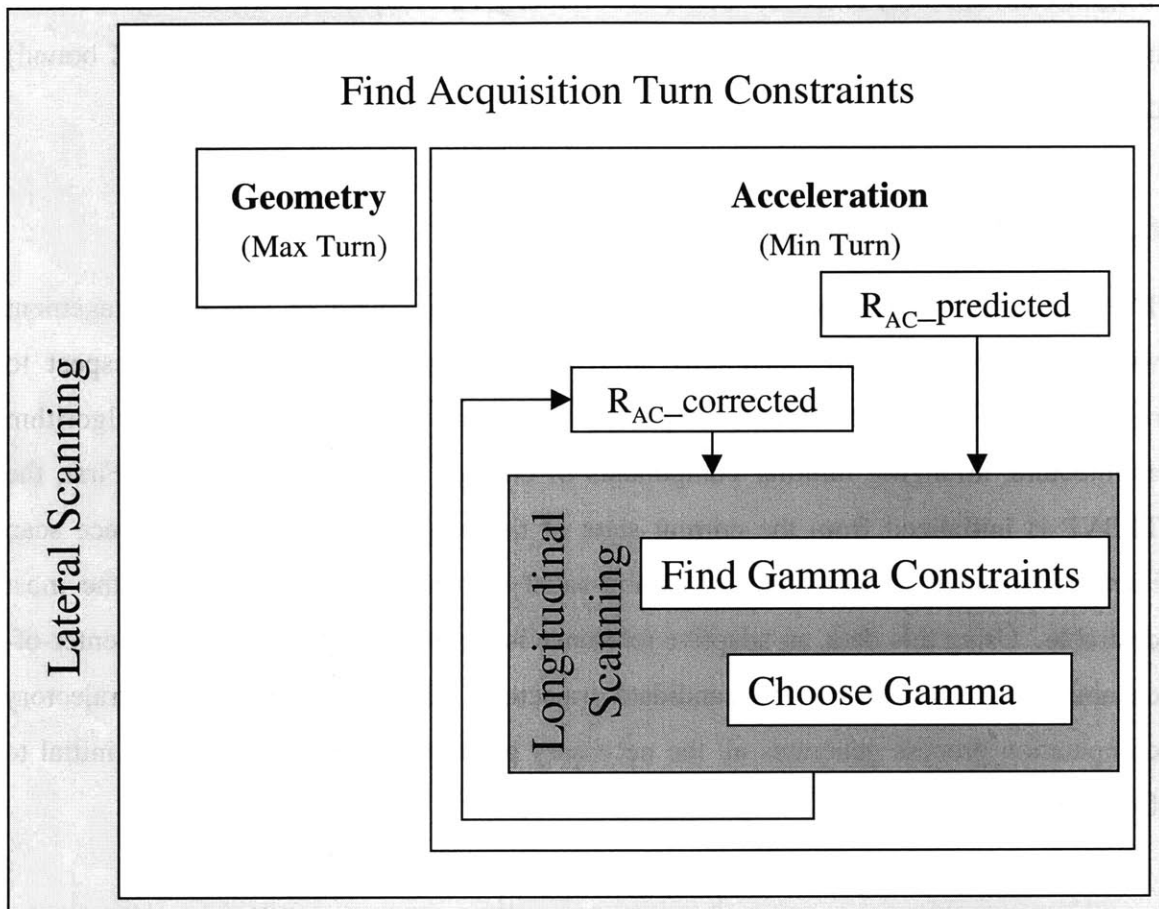 Find Acquisition Turn Constraints
Geometry
(Max Turn)
Acceleration
(Min Turn)
R_AC_predicted
R_AC_corrected
Lateral Scanning
Longitudinal
Scanning
Find Gamma Constraints
Choose Gamma